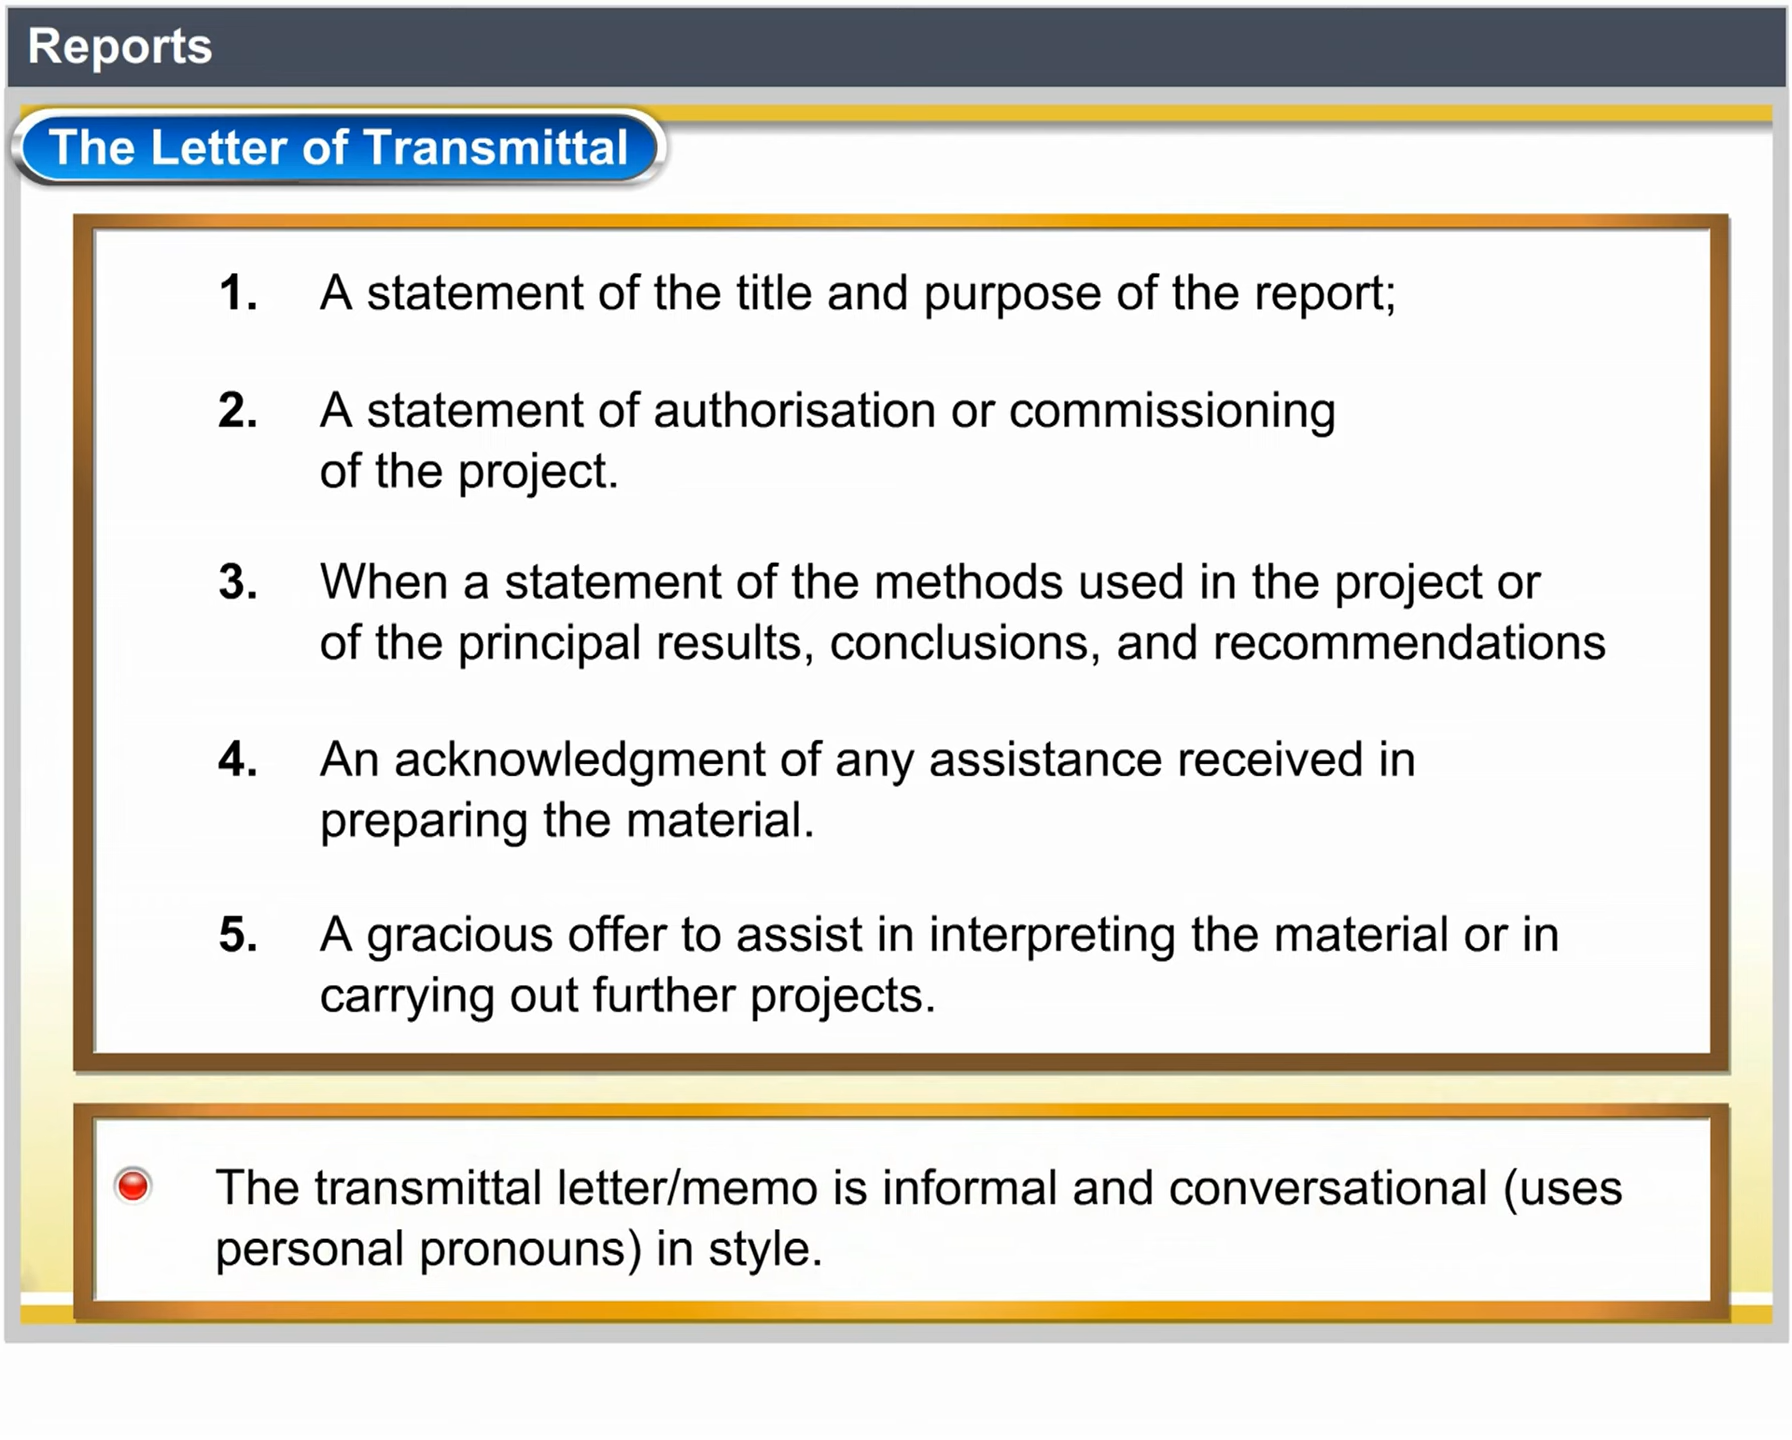 Reports
The Letter of Transmittal
1. A statement of the title and purpose of the report;
2. A statement of authorisation or commissioning
of the project.
3. When a statement of the methods used in the project or
of the principal results, conclusions, and recommendations
4. An acknowledgment of any assistance received in
preparing the material.
5. A gracious offer to assist in interpreting the material or in
carrying out further projects.
The transmittal letter/memo is informal and conversational (uses
personal pronouns) in style.